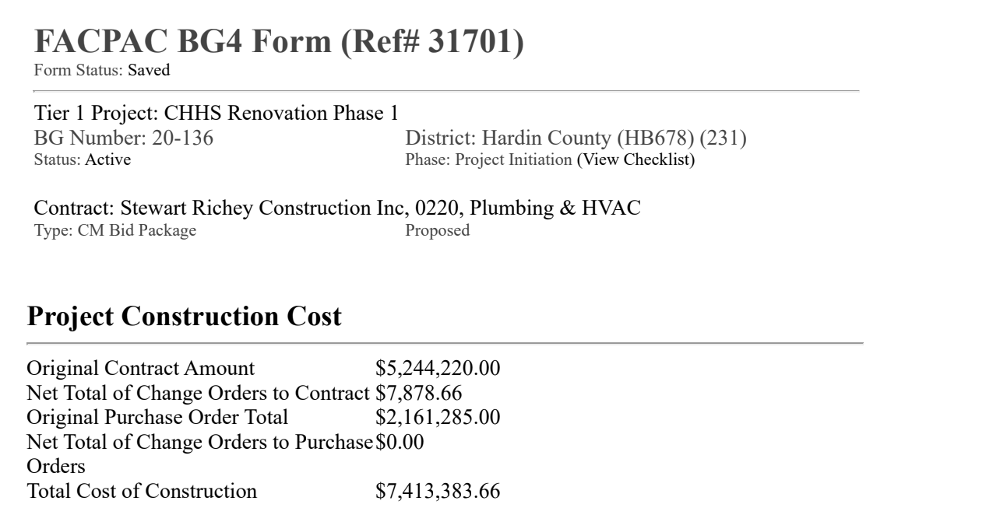 FACPAC BG4 Form (Ref# 31701)
Form Status: Saved
Tier 1 Project: CHHS Renovation Phase 1
BG Number: 20-136 District: Hardin County (HB678) (231)
Status: Active Phase: Project Initiation (View Checklist)
Contract: Stewart Richey Construction Inc, 0220, Plumbing & HVAC
Type: CM Bid Package Proposed
Project Construction Cost
Original Contract Amount $5,244,220.00
Net Total of Change Orders to Contract $7,878.66
Original Purchase Order Total $2,161,285.00
Net Total of Change Orders to Purchase $0.00
Orders
Total Cost of Construction $7,413,383.66